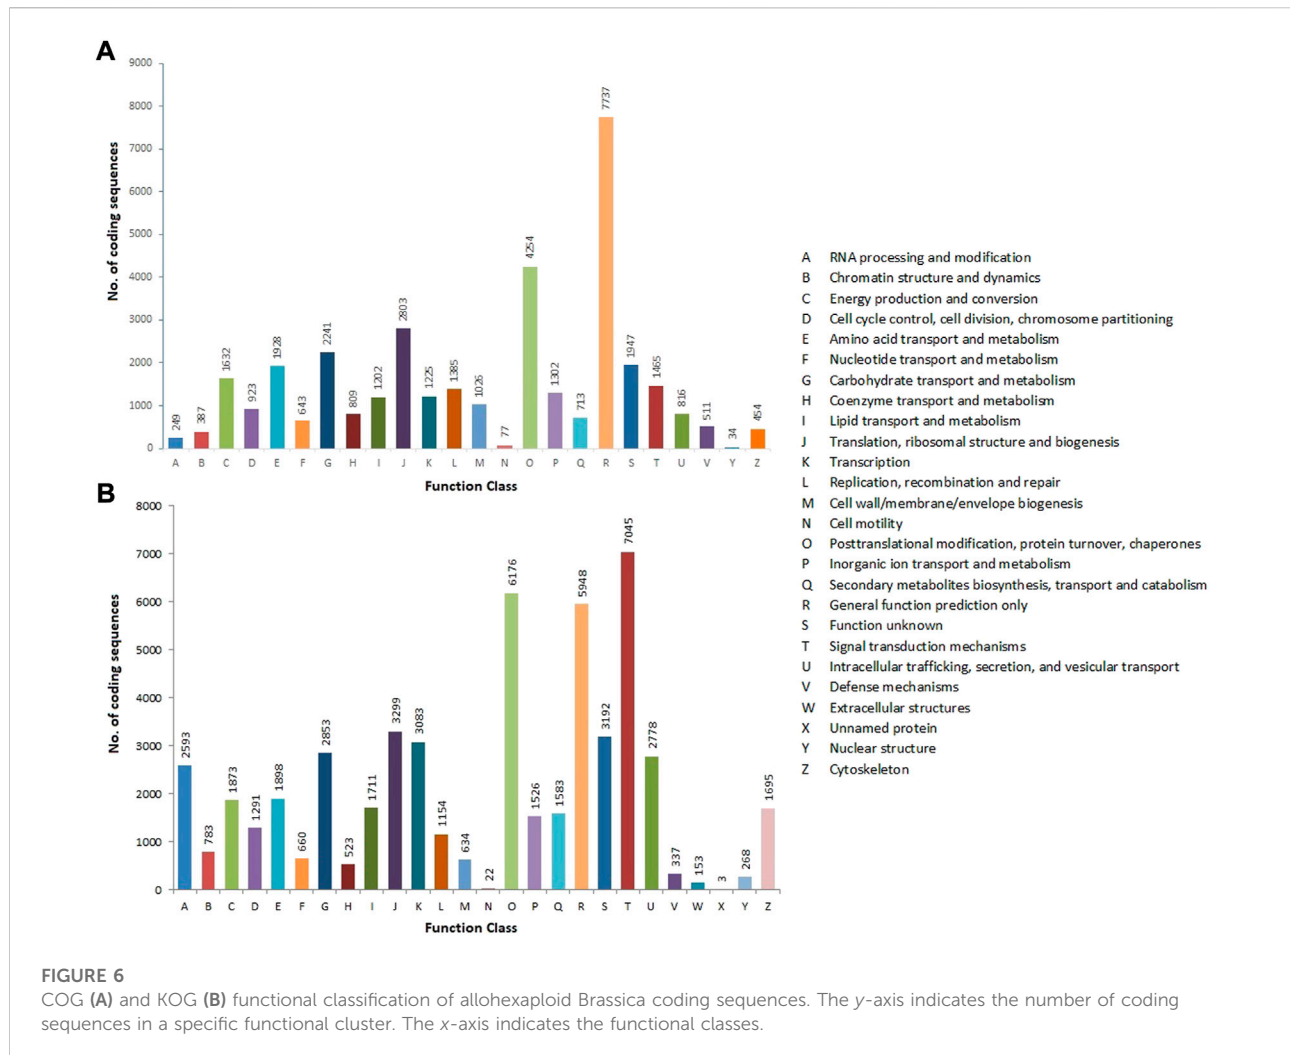 A
9000
8000
7000
6000
5000
4000
3000
2000
1000
0
No. of coding sequences
249 387 1632 923 1928 643 2241 809 1202 2803 1225 1385 1026 77 4254 1302 713 7737 1947 1465 816 511 34 454
A B C D E F G H I J K L M N O P Q R S T U V Y Z
Function Class
B
8000
7000
6000
5000
4000
3000
2000
1000
0
No. of coding sequences
2593 783 1873 1291 1898 660 2853 523 1711 3299 3083 1154 634 22 6176 1526 1583 5948 3192 7045 2778 337 153 3 268 1695
A B C D E F G H I J K L M N O P Q R S T U V W X Y Z
Function Class
A RNA processing and modification
B Chromatin structure and dynamics
C Energy production and conversion
D Cell cycle control, cell division, chromosome partitioning
E Amino acid transport and metabolism
F Nucleotide transport and metabolism
G Carbohydrate transport and metabolism
H Coenzyme transport and metabolism
I Lipid transport and metabolism
J Translation, ribosomal structure and biogenesis
K Transcription
L Replication, recombination and repair
M Cell wall/membrane/envelope biogenesis
N Cell motility
O Posttranslational modification, protein turnover, chaperones
P Inorganic ion transport and metabolism
Q Secondary metabolites biosynthesis, transport and catabolism
R General function prediction only
S Function unknown
T Signal transduction mechanisms
U Intracellular trafficking, secretion, and vesicular transport
V Defense mechanisms
W Extracellular structures
X Unnamed protein
Y Nuclear structure
Z Cytoskeleton
FIGURE 6
COG (A) and KOG (B) functional classification of allohexaploid Brassica coding sequences. The y-axis indicates the number of coding
sequences in a specific functional cluster. The x-axis indicates the functional classes.